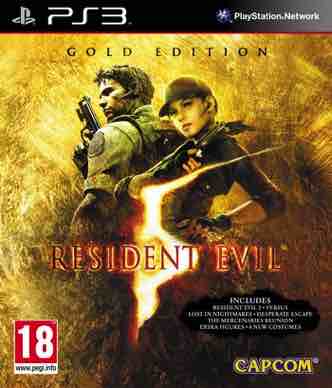 PS3
PlayStation.Network
GOLD EDITION
5
RESIDENT EVIL
INCLUDES
RESIDENT EVIL 5 • VERSUS
LOST IN NIGHTMARES • DESPERATE ESCAPE
THE MERCENARIES REUNION
EXTRA FIGURES • 4 NEW COSTUMES
18
www.pegi.info
CAPCOM